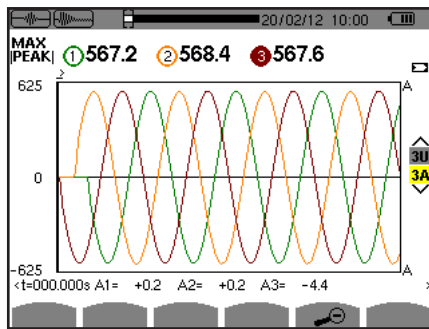 20/02/12 10:00
MAX
|PEAK| 1 567.2 2 568.4 3 567.6
2
625 A
3U
0
3A
-625 A
<t=000.000s A1= +0.2 A2= +0.2 A3= -4.4 >